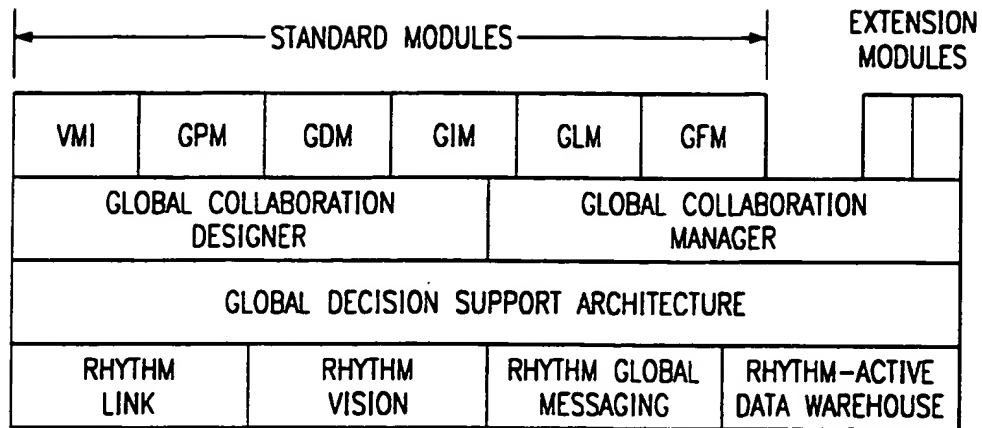 STANDARD MODULES
EXTENSION
MODULES
VMI
GPM
GDM
GIM
GLM
GFM
GLOBAL COLLABORATION
DESIGNER
GLOBAL COLLABORATION
MANAGER
GLOBAL DECISION SUPPORT ARCHITECTURE
RHYTHM
LINK
RHYTHM
VISION
RHYTHM GLOBAL
MESSAGING
RHYTHM-ACTIVE
DATA WAREHOUSE